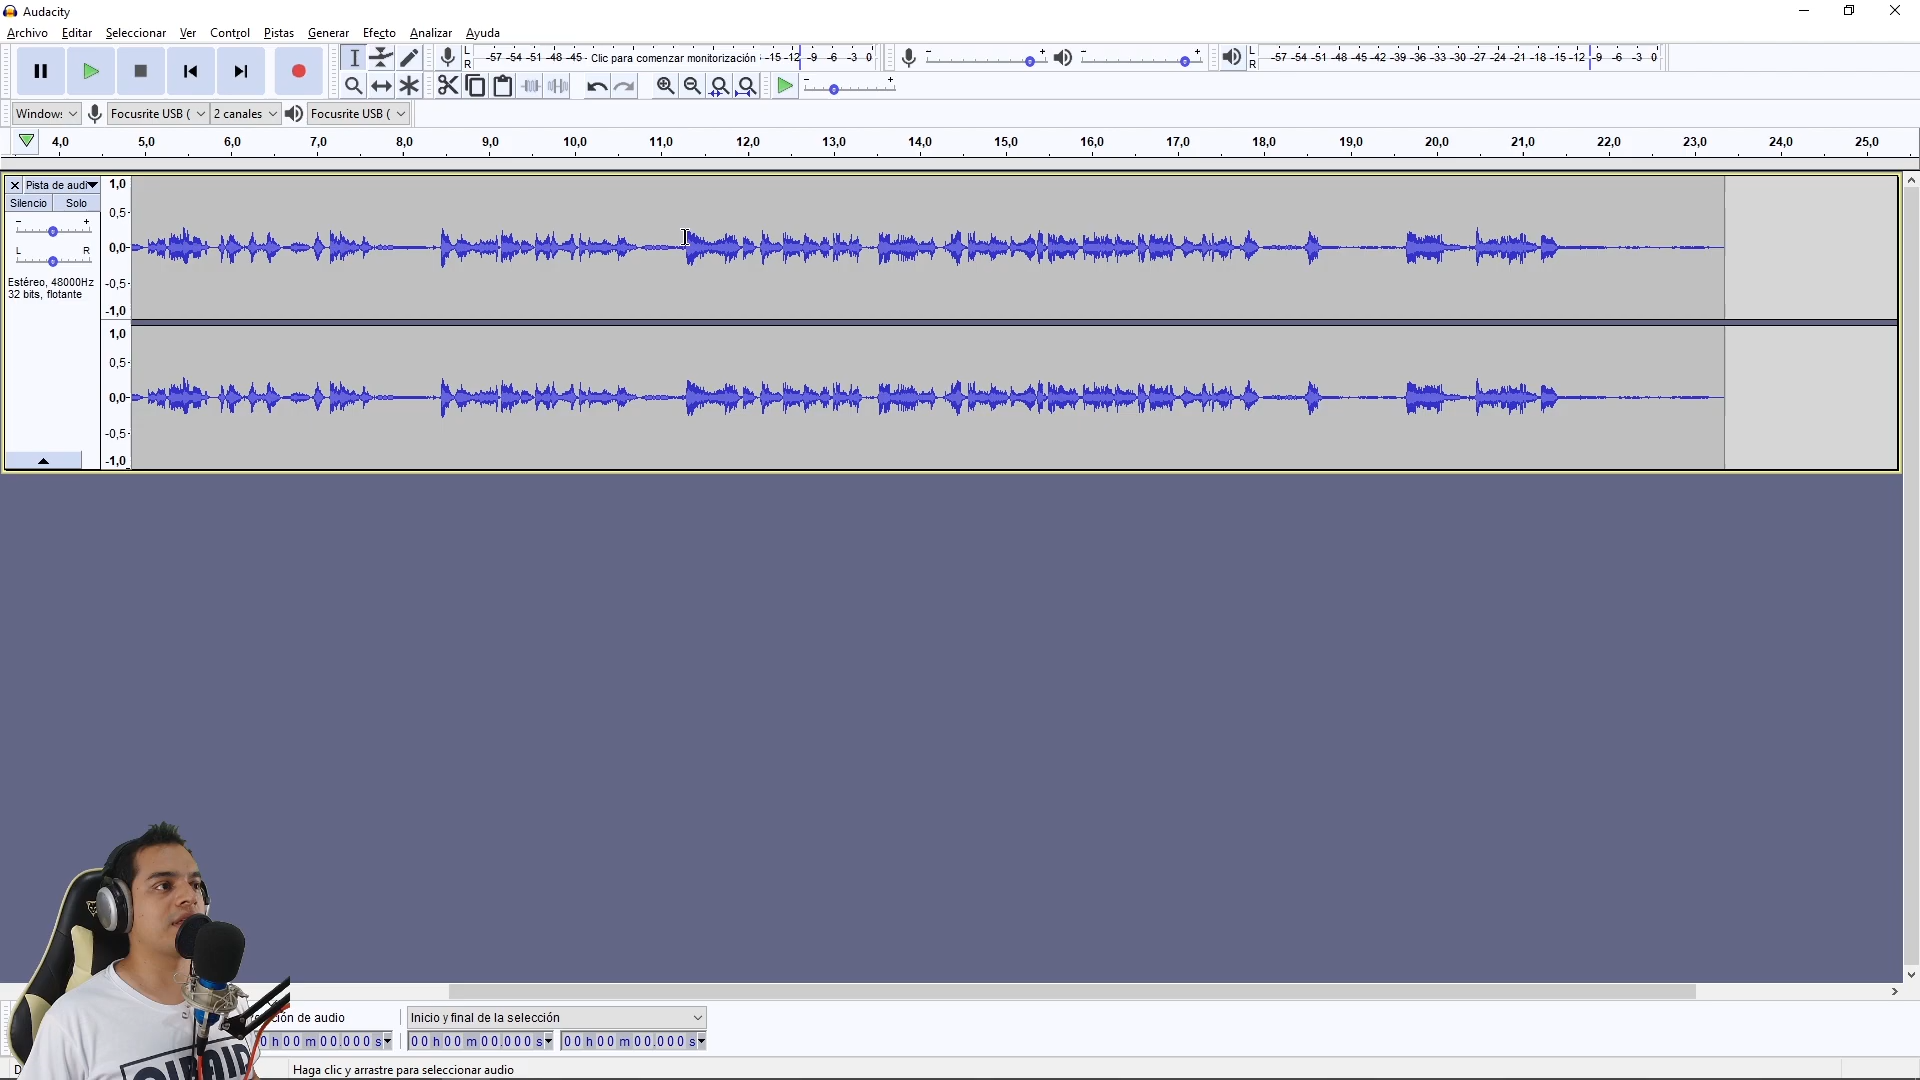 Audacity
Archivo Editar Seleccionar Ver Control Pistas Generar Efecto Analizar Ayuda
L R -57 -54 -51 -48 -45 - Clic para comenzar monitorización -15 -12 -9 -6 -3 0 - + - + L R -57 -54 -51 -48 -45 -42 -39 -36 -33 -30 -27 -24 -21 -18 -15 -12 -9 -6 -3 0
- +
Window: Focusrite USB ( 2 canales Focusrite USB (
4,0 5,0 6,0 7,0 8,0 9,0 10,0 11,0 12,0 13,0 14,0 15,0 16,0 17,0 18,0 19,0 20,0 21,0 22,0 23,0 24,0 25,0
Pista de audi 1,0
Silencio Solo 0,5-
- +
0,0-
L R
Estéreo, 48000Hz -0,5-
32 bits, flotante
-1,0
1,0
0,5-
0,0-
-0,5-
-1,0
ción de audio Inicio y final de la selección
0 h 00 m 00.000 s 00 h 00 m 00.000 s 00 h 00 m 00.000 s
D Haga clic y arrastre para seleccionar audio